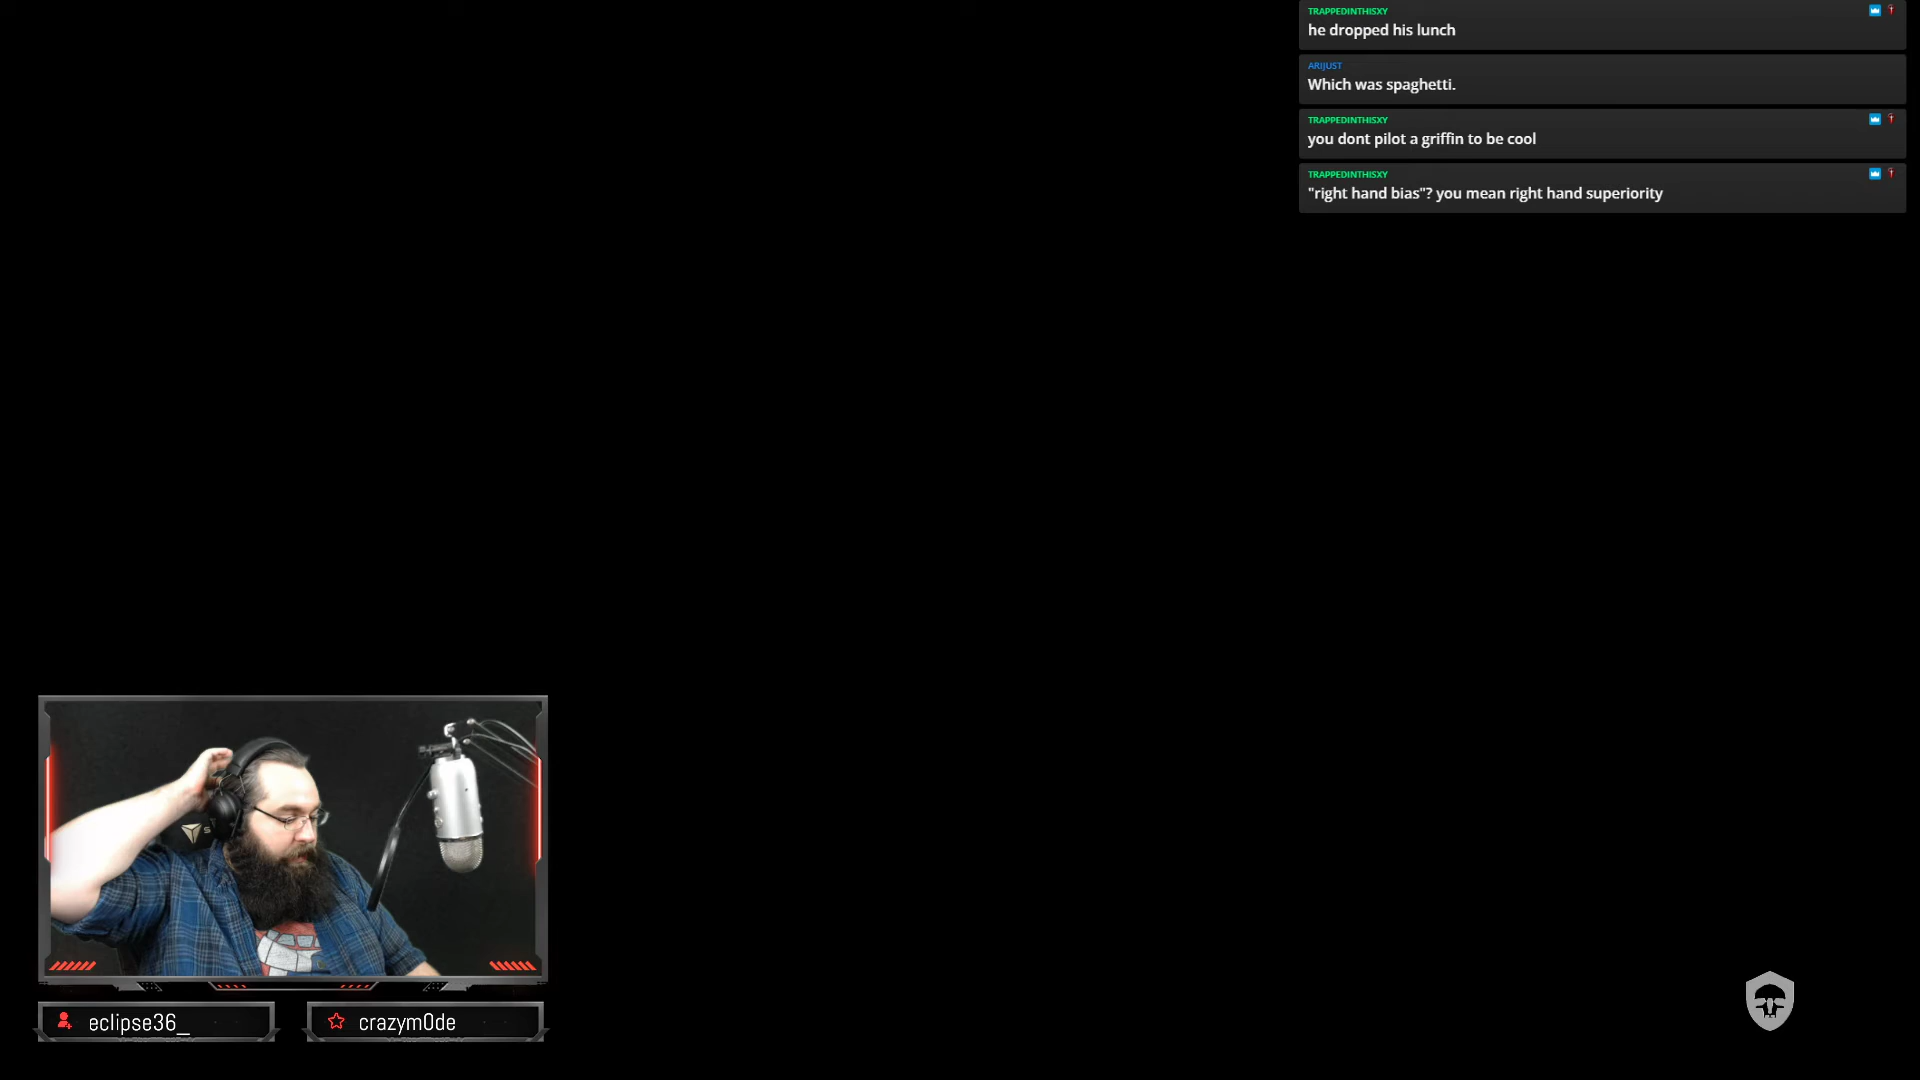 TRAPPEDINTHISXY
he dropped his lunch
ARIJUST
Which was spaghetti.
TRAPPEDINTHISXY
you dont pilot a griffin to be cool
TRAPPEDINTHISXY
"right hand bias"? you mean right hand superiority
eclipse36_
crazym0de